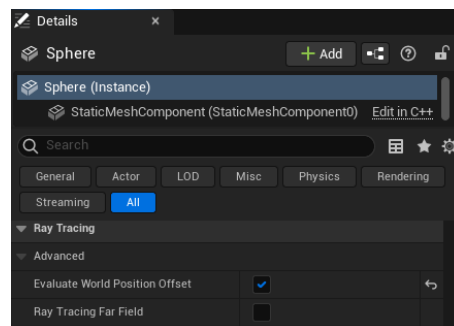 Details
Sphere
Add
Sphere (Instance)
StaticMeshComponent (StaticMeshComponent0) Edit in C++
Search
General Actor LOD Misc Physics Rendering
Streaming All
Ray Tracing
Advanced
Evaluate World Position Offset
Ray Tracing Far Field